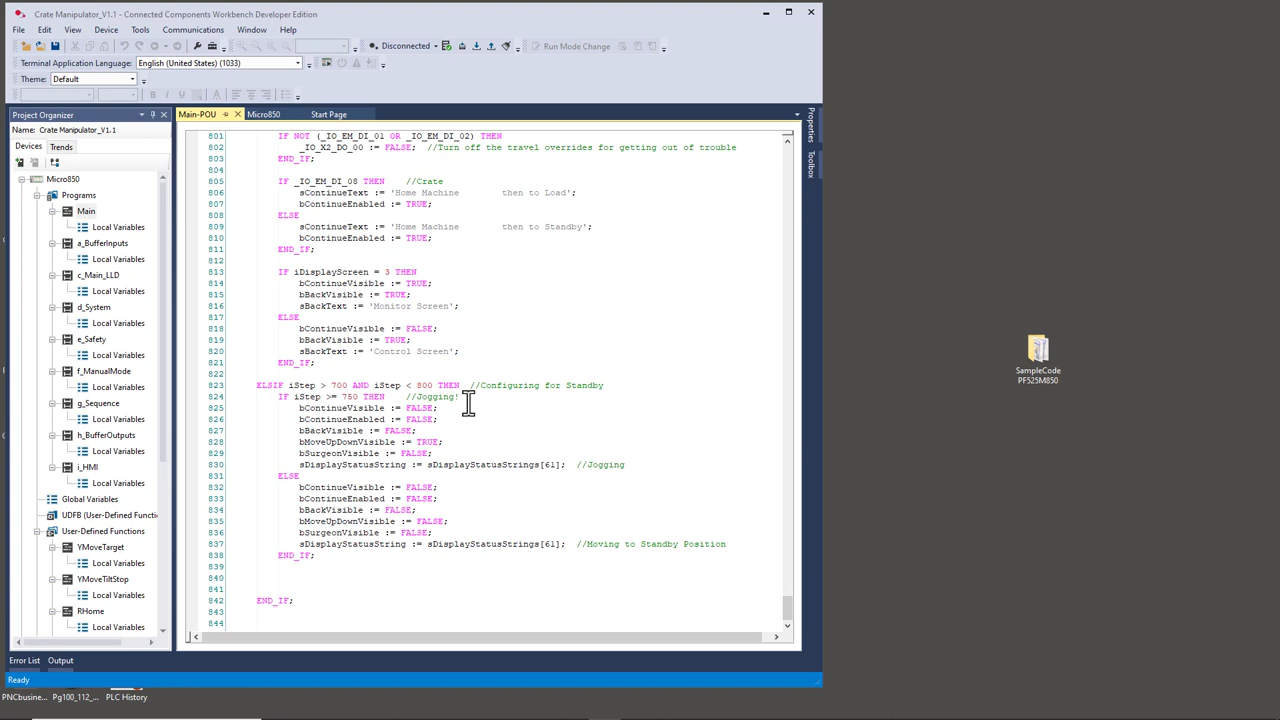 Crate Manipulator_V1.1 - Connected Components Workbench Developer Edition
File Edit View Device Tools Communications Window Help
Disconnected Run Mode Change
Terminal Application Language: English (United States) (1033)
Theme: Default
Project Organizer
Name: Crate Manipulator_V1.1
Devices Trends
Micro850
Programs
Main
Local Variables
a_BufferInputs
Local Variables
c_Main_LLD
Local Variables
d_System
Local Variables
e_Safety
Local Variables
f_ManualMode
Local Variables
g_Sequence
Local Variables
h_BufferOutputs
Local Variables
i_HMI
Local Variables
Global Variables
UDFB (User-Defined Functi
User-Defined Functions
YMoveTarget
Local Variables
YMoveTiltStop
Local Variables
RHome
Local Variables
Main-POU Micro850 Start Page
801 IF NOT (_IO_EM_DI_01 OR _IO_EM_DI_02) THEN
802 _IO_X2_DO_00 := FALSE; //Turn off the travel overrides for getting out of trouble
803 END_IF;
804
805 IF _IO_EM_DI_08 THEN //Crate
806 sContinueText := 'Home Machine then to Load';
807 bContinueEnabled := TRUE;
808 ELSE
809 sContinueText := 'Home Machine then to Standby';
810 bContinueEnabled := TRUE;
811 END_IF;
812
813 IF iDisplayScreen = 3 THEN
814 bContinueVisible := TRUE;
815 bBackVisible := TRUE;
816 sBackText := 'Monitor Screen';
817 ELSE
818 bContinueVisible := FALSE;
819 bBackVisible := TRUE;
820 sBackText := 'Control Screen';
821 END_IF;
822
823 ELSIF iStep > 700 AND iStep < 800 THEN //Configuring for Standby
824 IF iStep >= 750 THEN //Jogging!
825 bContinueVisible := FALSE;
826 bContinueEnabled := FALSE;
827 bBackVisible := FALSE;
828 bMoveUpDownVisible := TRUE;
829 bSurgeonVisible := FALSE;
830 sDisplayStatusString := sDisplayStatusStrings[61]; //Jogging
831 ELSE
832 bContinueVisible := FALSE;
833 bContinueEnabled := FALSE;
834 bBackVisible := FALSE;
835 bMoveUpDownVisible := FALSE;
836 bSurgeonVisible := FALSE;
837 sDisplayStatusString := sDisplayStatusStrings[61]; //Moving to Standby Position
838 END_IF;
839
840
841
842 END_IF;
843
844
Properties
Toolbox
Error List Output
Ready
SampleCode
PF525M850
PNCbusine... Pg100_112_... PLC History